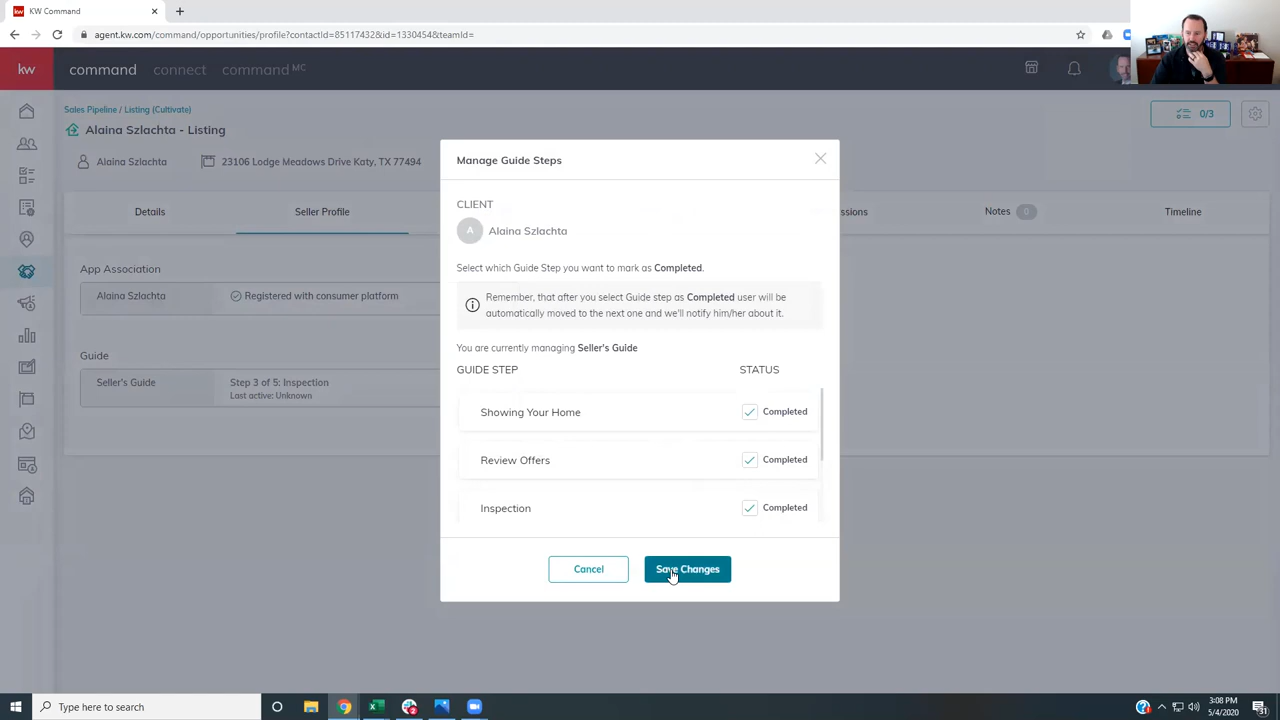 KW Command
agent.kw.com/command/opportunities/profile?contactId=85117432&id=1330454&teamId=
kw
command
connect
command MC
Sales Pipeline / Listing (Cultivate)
Alaina Szlachta - Listing
0/3
Alaina Szlachta
23106 Lodge Meadows Drive Katy, TX 77494
Details
Seller Profile
ssions
Notes 0
Timeline
App Association
Alaina Szlachta
Registered with consumer platform
Guide
Seller's Guide
Step 3 of 5: Inspection
Last active: Unknown
Manage Guide Steps
CLIENT
A
Alaina Szlachta
Select which Guide Step you want to mark as Completed.
Remember, that after you select Guide step as Completed user will be
automatically moved to the next one and we'll notify him/her about it.
You are currently managing Seller's Guide
GUIDE STEP STATUS
Showing Your Home Completed
Review Offers Completed
Inspection Completed
Cancel
Save Changes
Type here to search
3:08 PM
5/4/2020